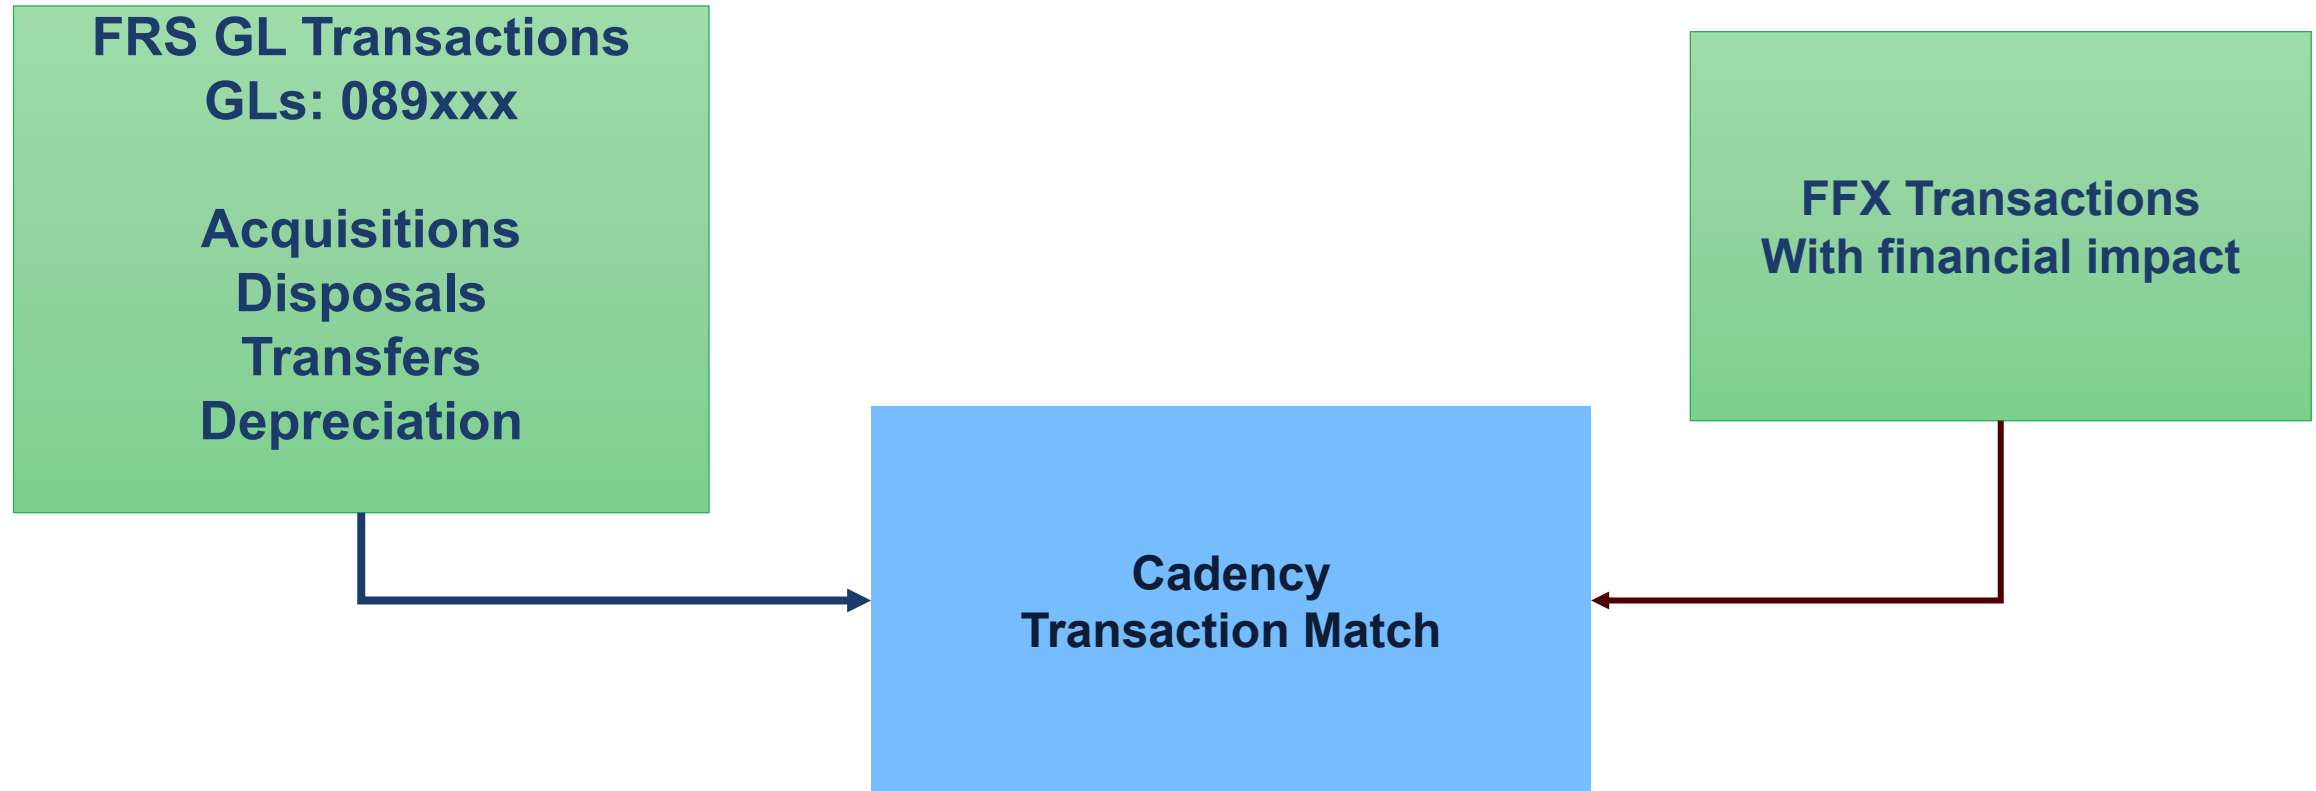 FRS GL Transactions
GLs: 089xxx
Acquisitions
Disposals
Transfers
Depreciation
FFX Transactions
With financial impact
Cadency
Transaction Match